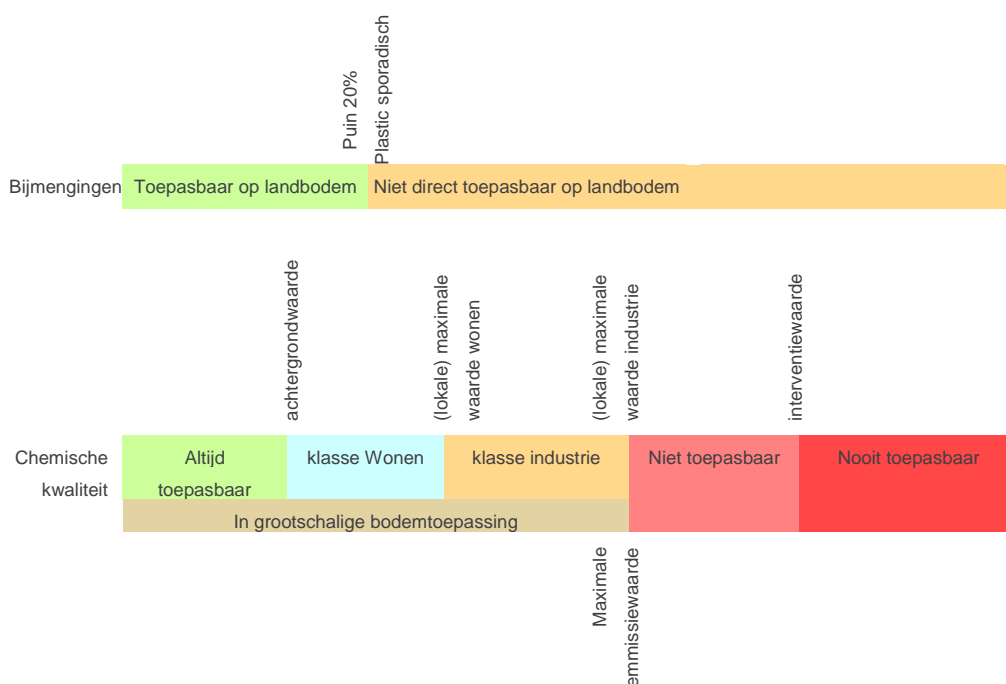 Puin 20%
Plastic sporadisch
Bijmengingen
Toepasbaar op landbodem
Niet direct toepasbaar op landbodem
achtergrondwaarde
(lokale) maximale
waarde wonen
(lokale) maximale
waarde industrie
interventiewaarde
Chemische
kwaliteit
Altijd
toepasbaar
klasse Wonen
klasse industrie
Niet toepasbaar
Nooit toepasbaar
In grootschalige bodemtoepassing
Maximale
emmissiewaarde